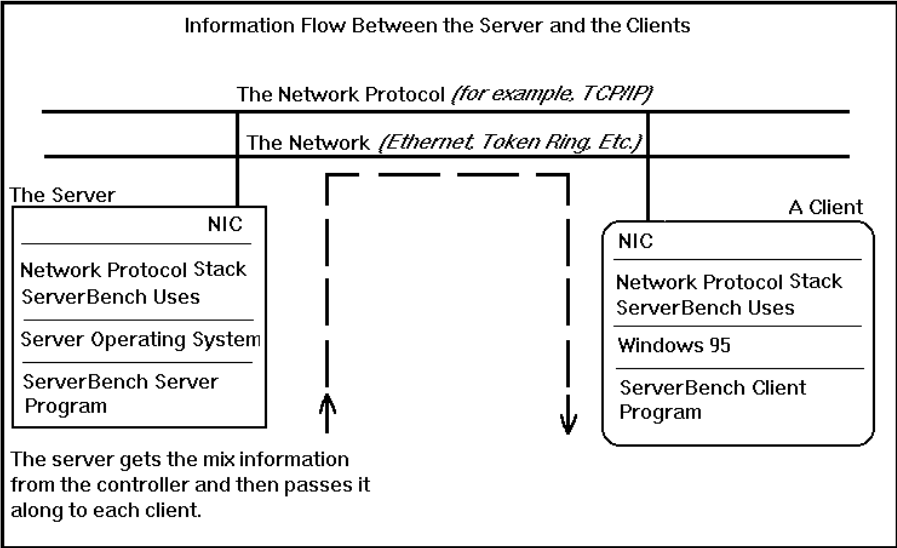 Information Flow Between the Server and the Clients
The Network Protocol (for example, TCP/IP)
The Network (Ethernet, Token Ring, Etc.)
The Server
NIC
Network Protocol Stack
ServerBench Uses
Server Operating System
ServerBench Server
Program
A Client
NIC
Network Protocol Stack
ServerBench Uses
Windows 95
ServerBench Client
Program
The server gets the mix information
from the controller and then passes it
along to each client.